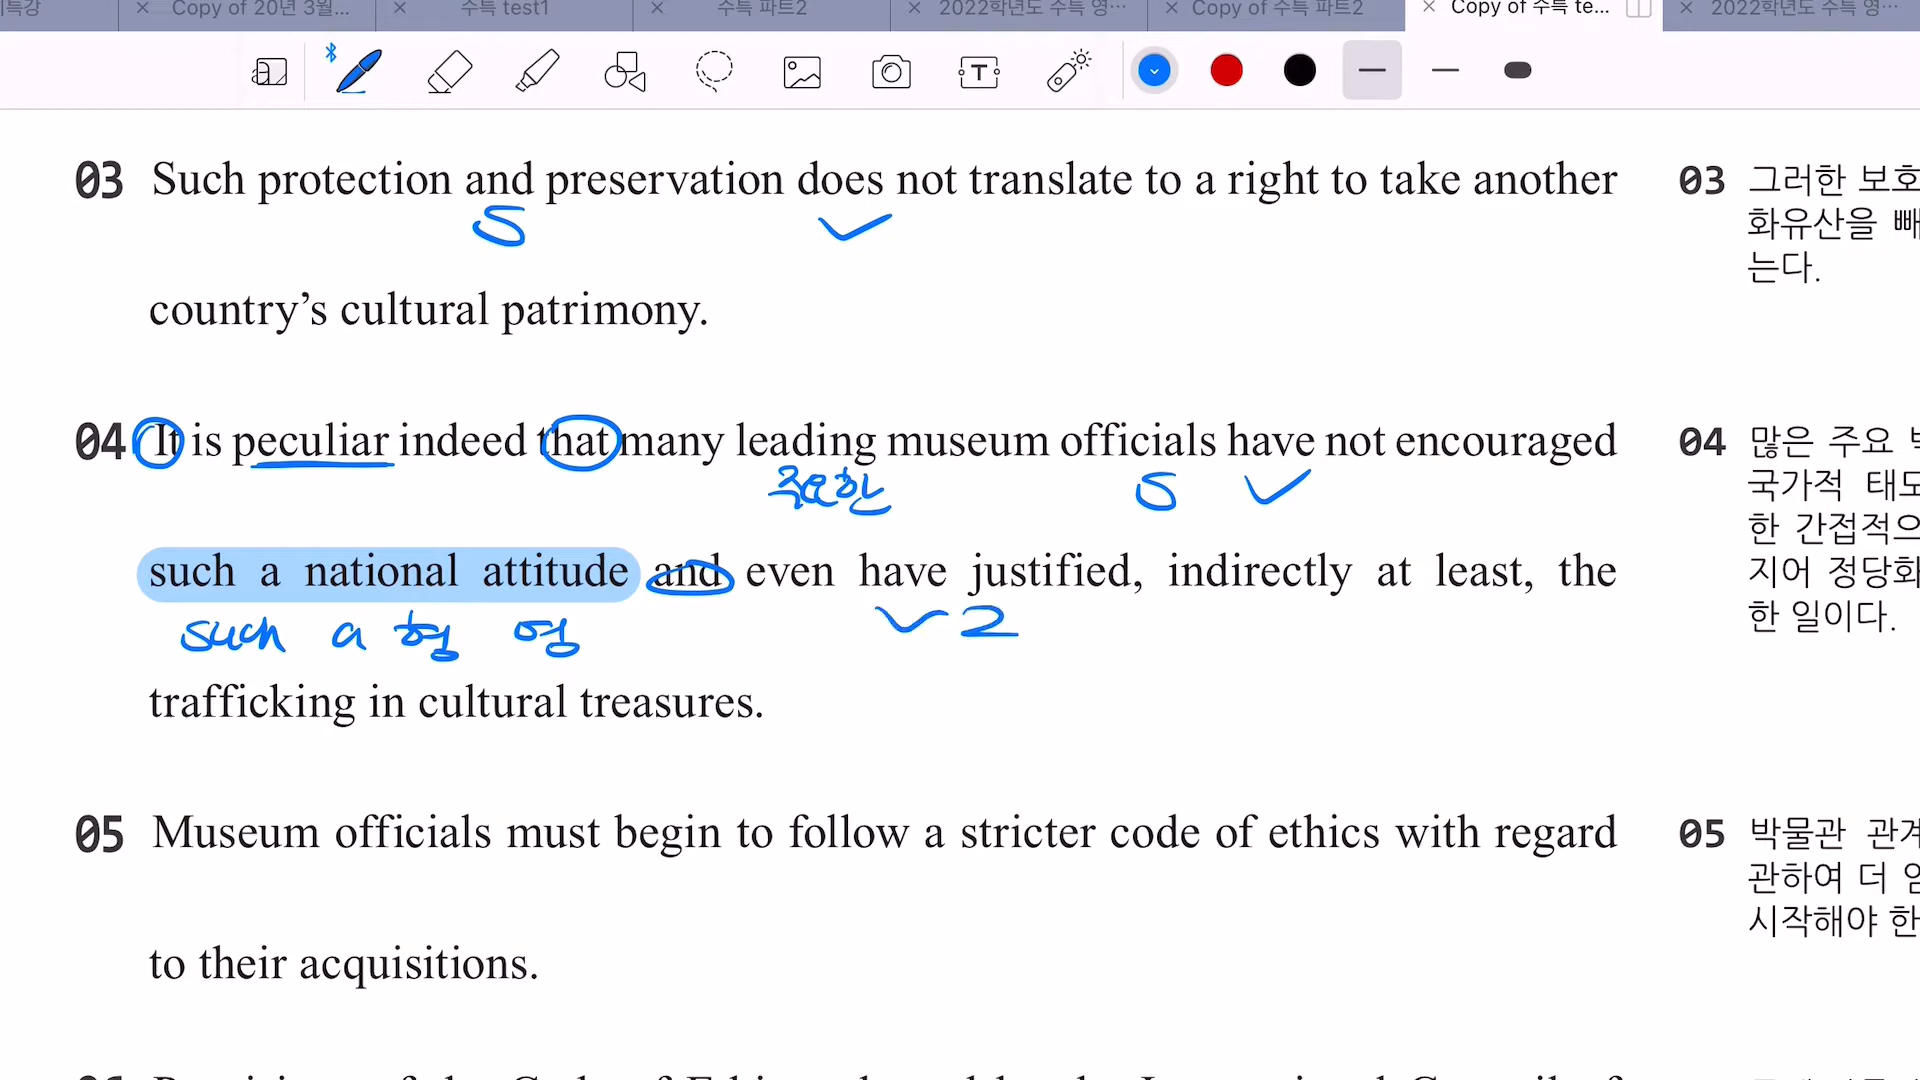 특강
Copy of 20년 3월...
수특 test1
수특 파트2
2022학년도 수특 영...
Copy of 수특 파트2
Copy of 수특 te...
2022학년도 수특 영...
03 Such protection and preservation does not translate to a right to take another
S
country's cultural patrimony.
04 It is peculiar indeed that many leading museum officials have not encouraged
주요한 S
such a national attitude and even have justified, indirectly at least, the
such a 형 명 2
trafficking in cultural treasures.
05 Museum officials must begin to follow a stricter code of ethics with regard
to their acquisitions.
03 그러한 보호
화유산을 빼
는다.
04 많은 주요
국가적 태도
한 간접적으
지어 정당화
한 일이다.
05 박물관 관계
관하여 더 엄
시작해야 한